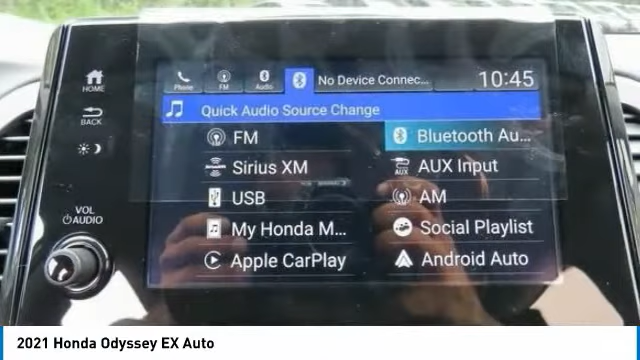 HOME
BACK
VOL
AUDIO
Phone FM Audio No Device Connec... 10:45
Quick Audio Source Change
FM Bluetooth Au...
Sirius XM AUX AUX Input
USB AM
My Honda M... Social Playlist
Apple CarPlay Android Auto
2021 Honda Odyssey EX Auto